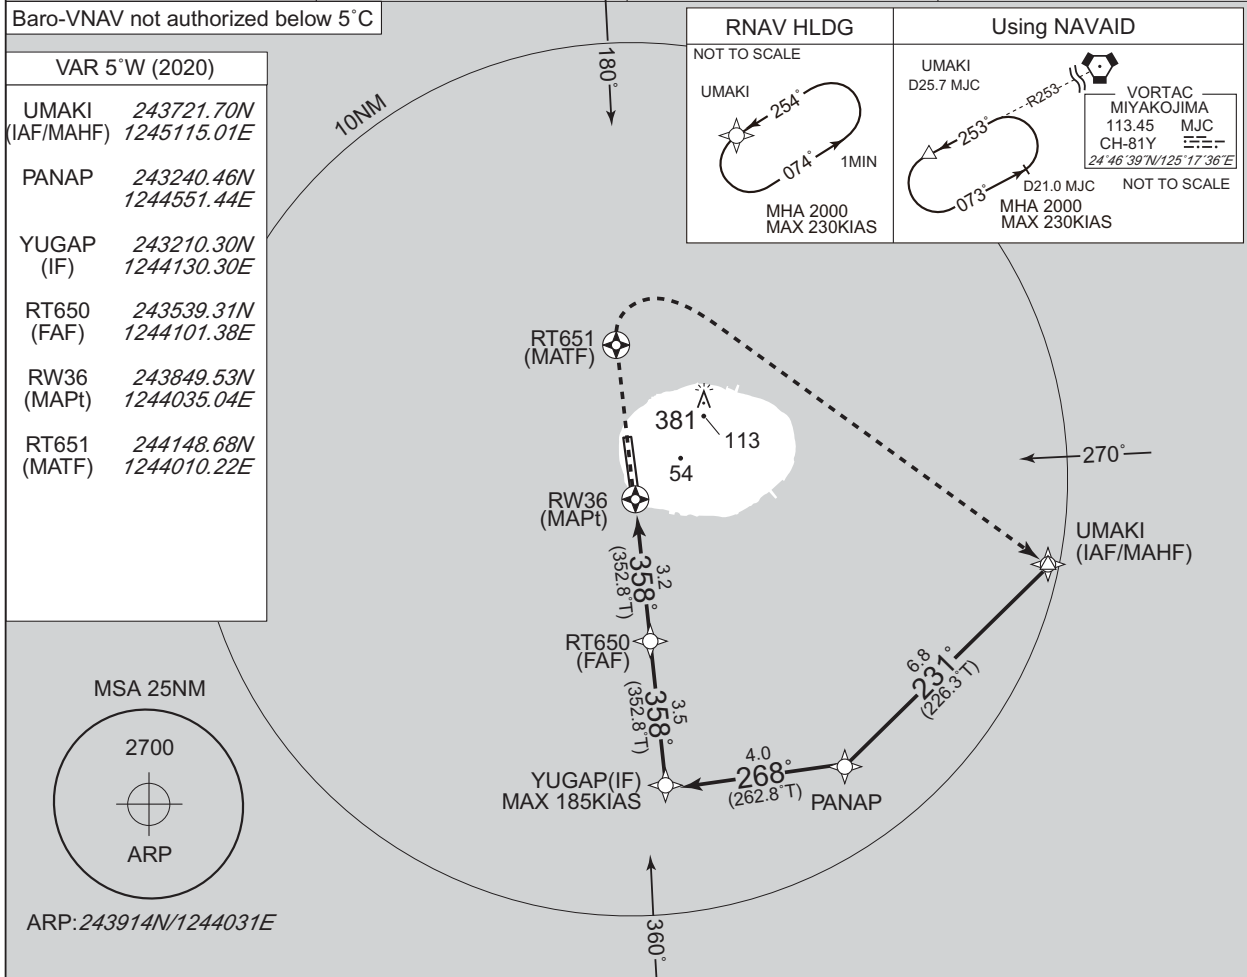 Baro-VNAV not authorized below 5°C
VAR 5°W (2020)
UMAKI 243721.70N
(IAF/MAHF) 1245115.01E
PANAP 243240.46N
1244551.44E
YUGAP 243210.30N
(IF) 1244130.30E
RT650 243539.31N
(FAF) 1244101.38E
RW36 243849.53N
(MAPt) 1244035.04E
RT651 244148.68N
(MATF) 1244010.22E
180°
10NM
RNAV HLDG
NOT TO SCALE
UMAKI
254°
074°
1MIN
MHA 2000
MAX 230KIAS
Using NAVAID
UMAKI
D25.7 MJC
R253
253°
073°
D21.0 MJC
MHA 2000
MAX 230KIAS
VORTAC
MIYAKOJIMA
113.45 MJC
CH-81Y
24°46'39"N/125°17'36"E
NOT TO SCALE
RT651
(MATF)
381
113
54
270°
RW36
(MAPt)
UMAKI
(IAF/MAHF)
3.2
358°
(352.8°T)
RT650
(FAF)
6.8
231°
(226.3°T)
3.5
358°
(352.8°T)
4.0
268°
(262.8°T)
YUGAP(IF)
MAX 185KIAS
PANAP
360°
MSA 25NM
2700
ARP
ARP:243914N/1244031E